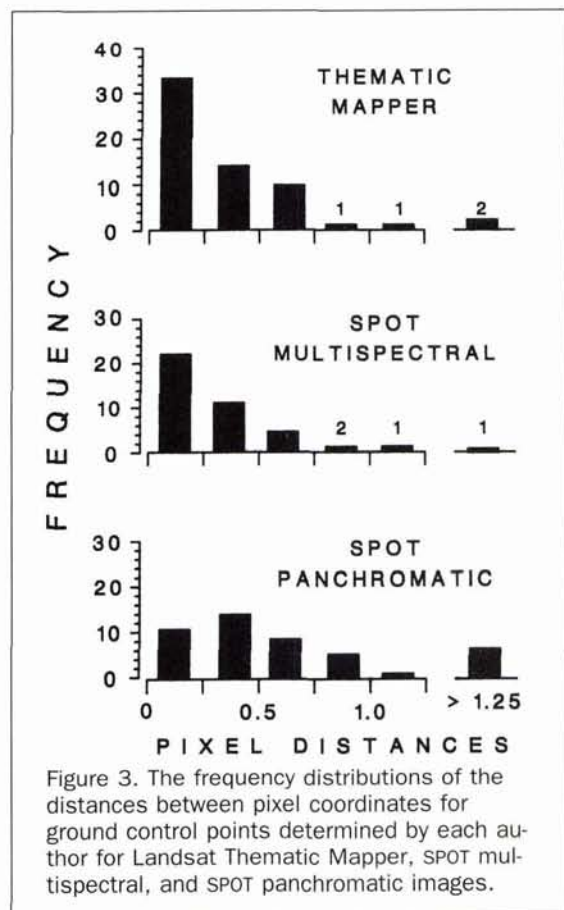 40
THEMATIC
MAPPER
30
20
10
1 1 2
0
FREQUENCY
30
SPOT
MULTISPECTRAL
20
10
2 1 1
0
30
SPOT
PANCHROMATIC
20
10
0
0 0.5 1.0 > 1.25
PIXEL DISTANCES
Figure 3. The frequency distributions of the
distances between pixel coordinates for
ground control points determined by each au-
thor for Landsat Thematic Mapper, SPOT mul-
tispectral, and SPOT panchromatic images.